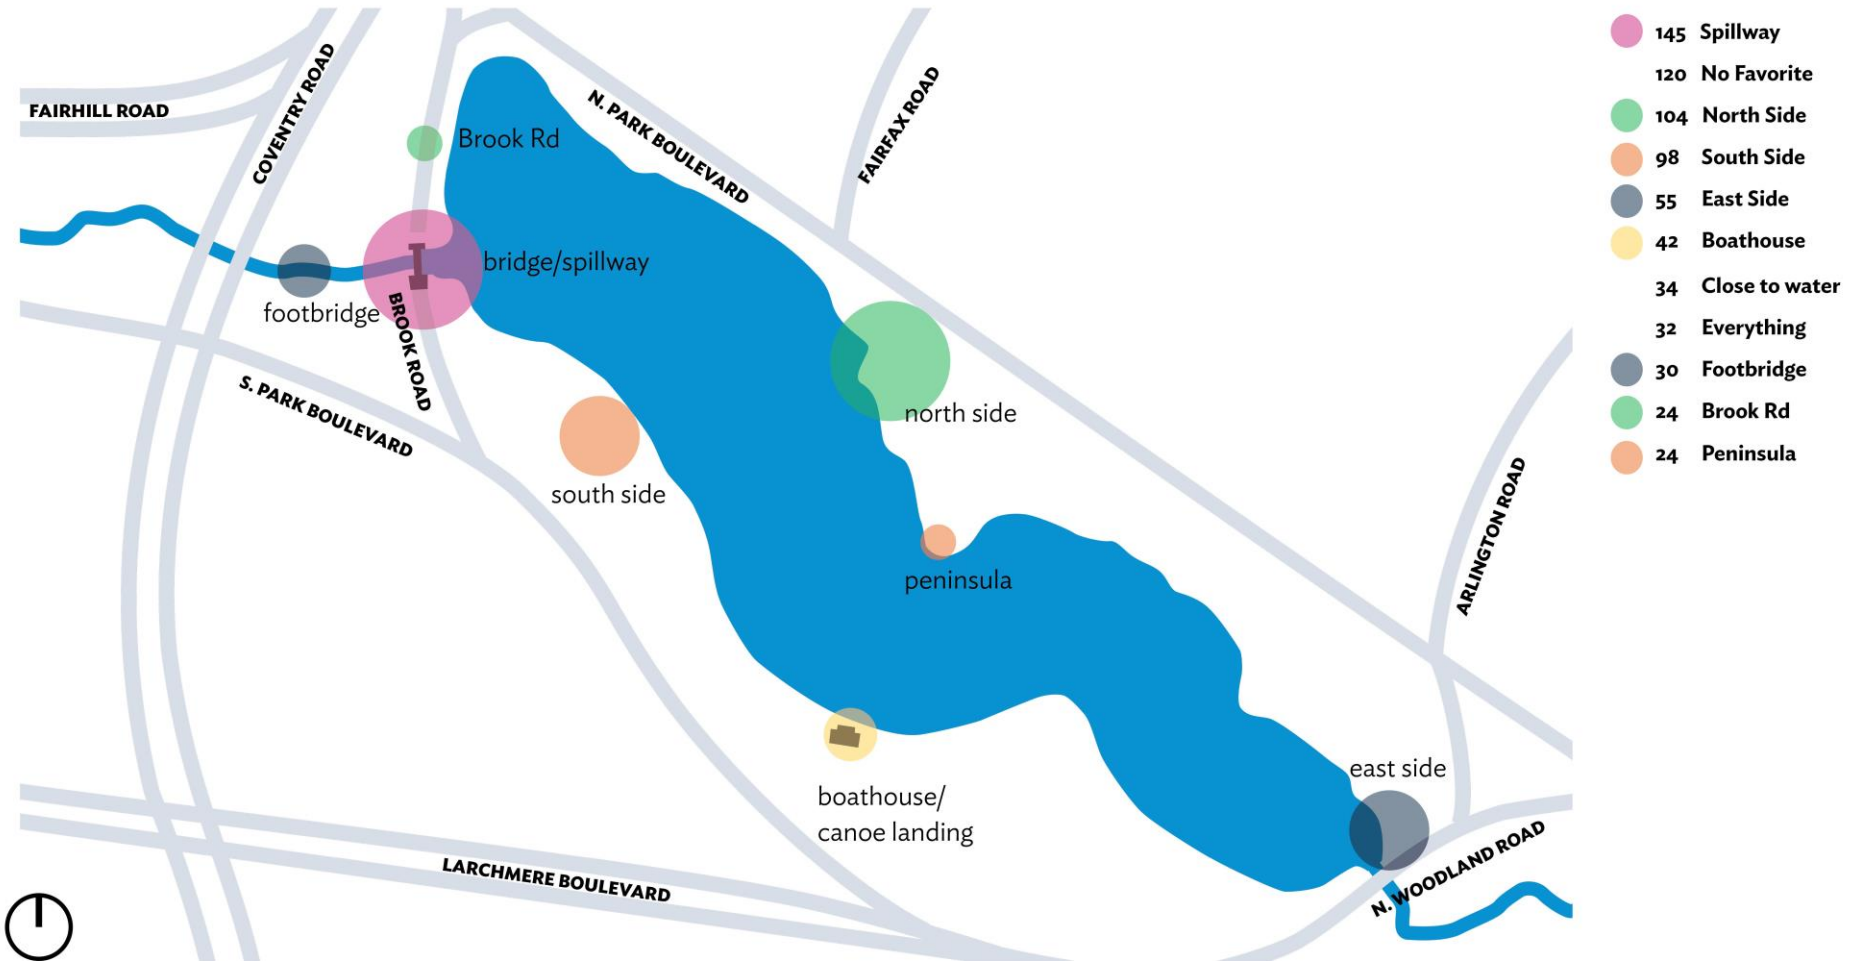 FAIRHILL ROAD
COVENTRY ROAD
Brook Rd
N. PARK BOULEVARD
FAIRFAX ROAD
bridge/spillway
footbridge
BROOK ROAD
S. PARK BOULEVARD
north side
south side
peninsula
ARLINGTON ROAD
boathouse/
canoe landing
east side
N. WOODLAND ROAD
LARCHMERE BOULEVARD
145 Spillway
120 No Favorite
104 North Side
98 South Side
55 East Side
42 Boathouse
34 Close to water
32 Everything
30 Footbridge
24 Brook Rd
24 Peninsula